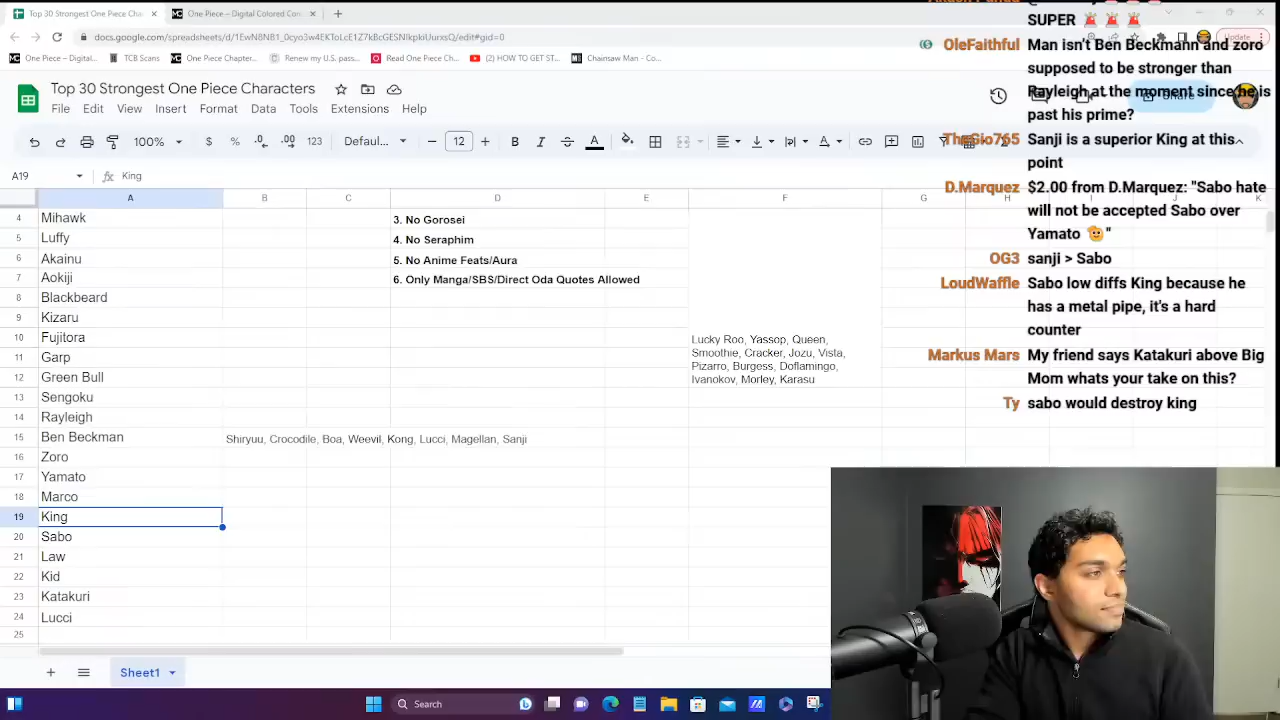 Top 30 Strongest One Piece Charact
One Piece – Digital Colored Con
docs.google.com/spreadsheets/d/1EwN8NB1_0cyo3w4EKToLcE1Z7kBcGESNIkpkiUurxsQ/edit#gid=0
Update
One Piece – Digital...
TCB Scans
One Piece Chapter...
Renew my U.S. pass...
Read One Piece Ch...
(2) HOW TO GET ST...
Chainsaw Man - Co...
Top 30 Strongest One Piece Characters
File Edit View Insert Format Data Tools Extensions Help
Share
100% $ % .0 .00 123 Defaul... 12 B I A
A19 King
A B C D E F G H I J K
4 Mihawk 3. No Gorosei
5 Luffy 4. No Seraphim
6 Akainu 5. No Anime Feats/Aura
7 Aokiji 6. Only Manga/SBS/Direct Oda Quotes Allowed
8 Blackbeard
9 Kizaru
10 Fujitora
11 Garp
12 Green Bull
Lucky Roo, Yassop, Queen,
Smoothie, Cracker, Jozu, Vista,
Pizarro, Burgess, Doflamingo,
Ivanokov, Morley, Karasu
13 Sengoku
14 Rayleigh
15 Ben Beckman Shiryuu, Crocodile, Boa, Weevil, Kong, Lucci, Magellan, Sanji
16 Zoro
17 Yamato
18 Marco
19 King
20 Sabo
21 Law
22 Kid
23 Katakuri
24 Lucci
25
Sheet1
Search
SUPER 🚨 🚨 🚨
OleFaithful Man isn't Ben Beckmann and zoro
supposed to be stronger than
Rayleigh at the moment since he is
past his prime?
TheGio765 Sanji is a superior King at this
point
D.Marquez $2.00 from D.Marquez: "Sabo hate
will not be accepted Sabo over
Yamato 🫡"
OG3 sanji > Sabo
LoudWaffle Sabo low diffs King because he
has a metal pipe, it's a hard
counter
Markus Mars My friend says Katakuri above Big
Mom whats your take on this?
Ty sabo would destroy king